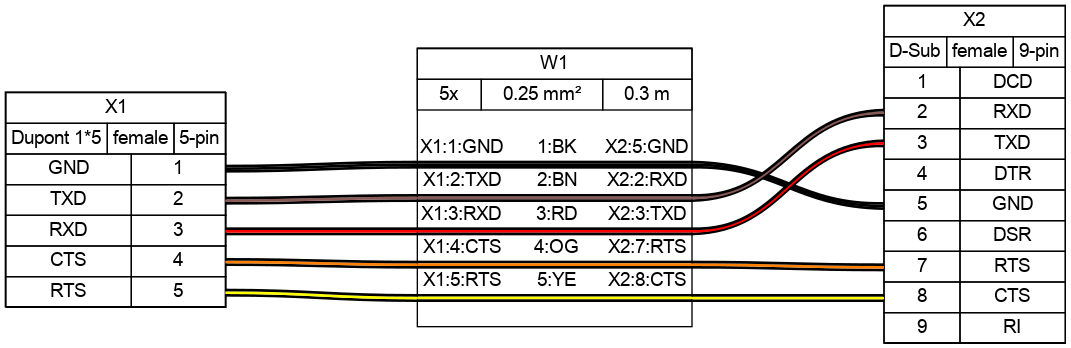 X1
Dupont 1*5 female 5-pin
GND 1
TXD 2
RXD 3
CTS 4
RTS 5
W1
5x 0.25 mm² 0.3 m
X1:1:GND 1:BK X2:5:GND
X1:2:TXD 2:BN X2:2:RXD
X1:3:RXD 3:RD X2:3:TXD
X1:4:CTS 4:OG X2:7:RTS
X1:5:RTS 5:YE X2:8:CTS
X2
D-Sub female 9-pin
1 DCD
2 RXD
3 TXD
4 DTR
5 GND
6 DSR
7 RTS
8 CTS
9 RI